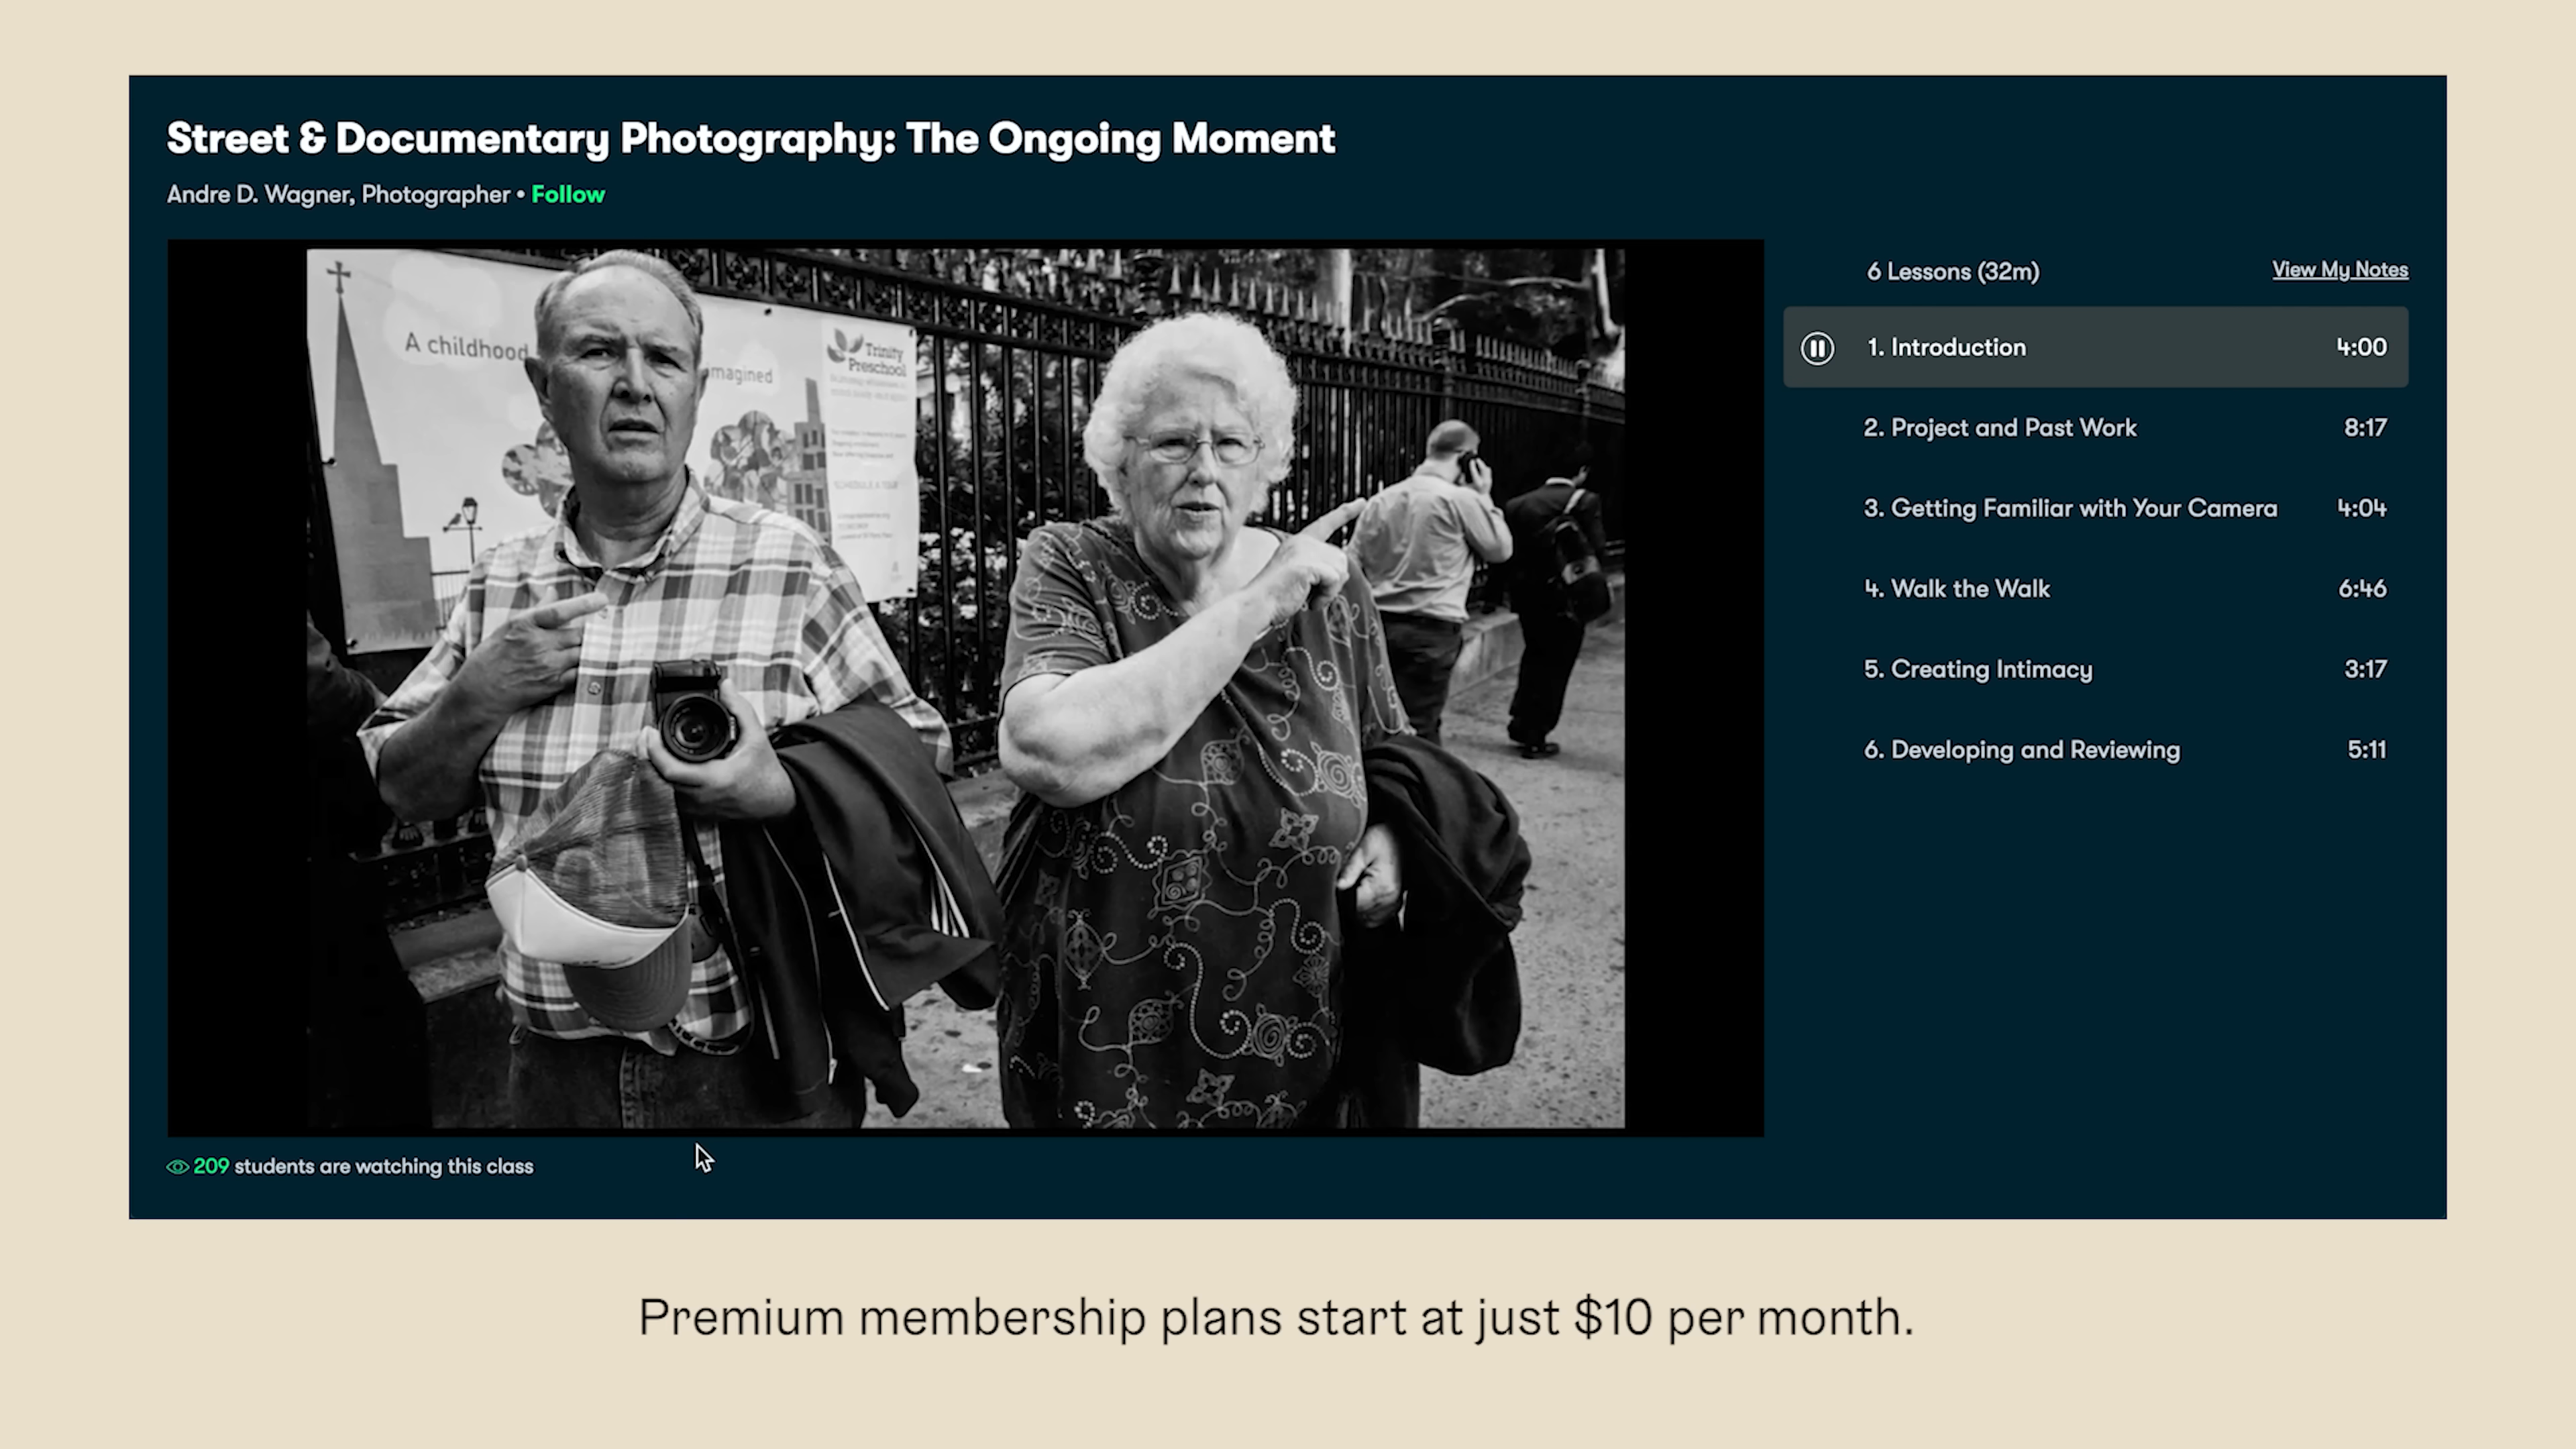 Street & Documentary Photography: The Ongoing Moment
Andre D. Wagner, Photographer • Follow
A childhood
magined
Trinity
Preschool
SCHEDULE A TOUR
6 Lessons (32m)
View My Notes
1. Introduction 4:00
2. Project and Past Work 8:17
3. Getting Familiar with Your Camera 4:04
4. Walk the Walk 6:46
5. Creating Intimacy 3:17
6. Developing and Reviewing 5:11
209 students are watching this class
Premium membership plans start at just $10 per month.